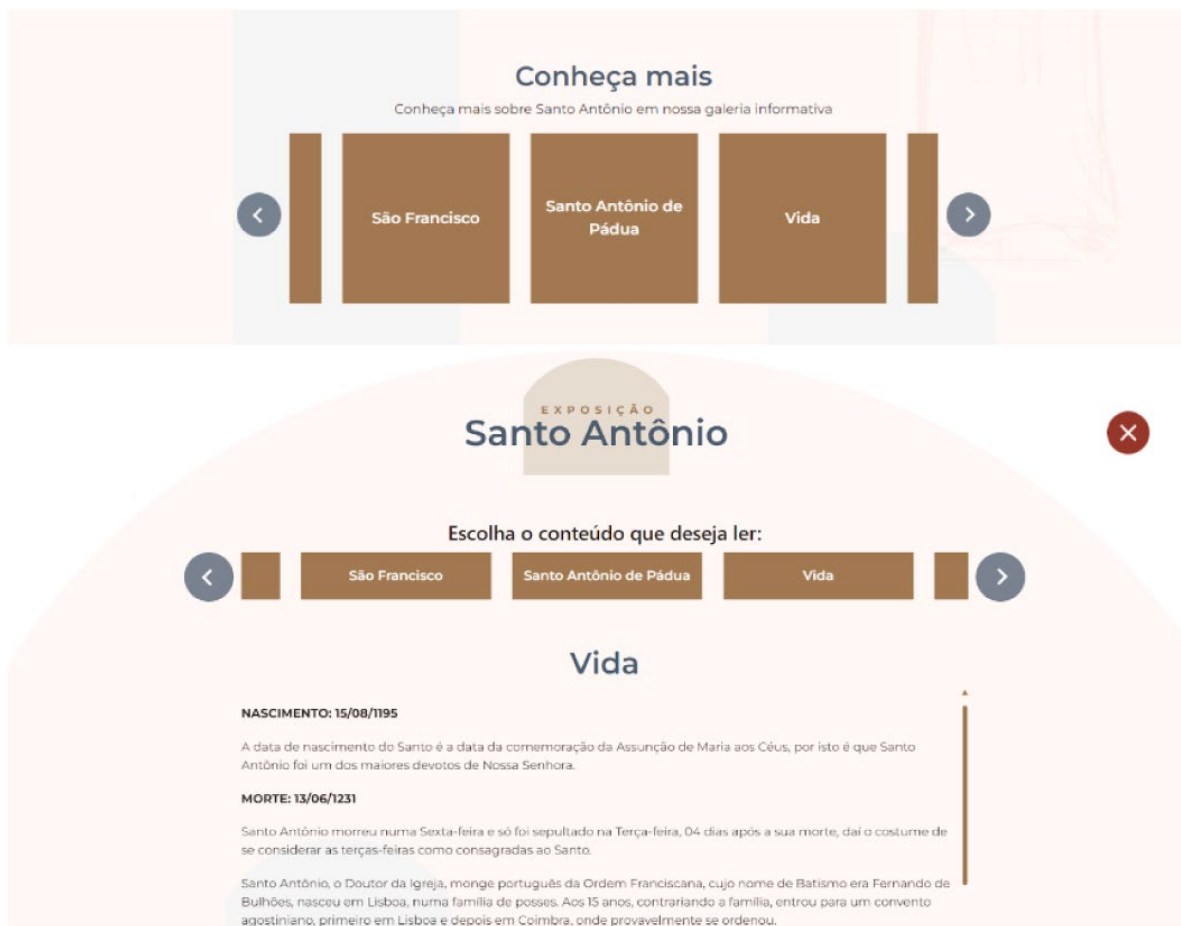 Conheça mais
Conheça mais sobre Santo Antônio em nossa galeria informativa
São Francisco
Santo Antônio de
Pádua
Vida
EXPOSIÇÃO
Santo Antônio
Escolha o conteúdo que deseja ler:
São Francisco
Santo Antônio de Pádua
Vida
Vida
NASCIMENTO: 15/08/1195
A data de nascimento do Santo é a data da comemoração da Assunção de Maria aos Céus, por isto é que Santo
Antônio foi um dos maiores devotos de Nossa Senhora.
MORTE: 13/06/1231
Santo Antônio morreu numa Sexta-feira e só foi sepultado na Terça-feira, 04 dias após a sua morte, daí o costume de
se considerar as terças-feiras como consagradas ao Santo.
Santo Antônio, o Doutor da Igreja, monge português da Ordem Franciscana, cujo nome de Batismo era Fernando de
Bulhões, nasceu em Lisboa, numa família de posses. Aos 15 anos, contrariando a família, entrou para um convento
agostiniano, primeiro em Lisboa e depois em Coimbra, onde provavelmente se ordenou.